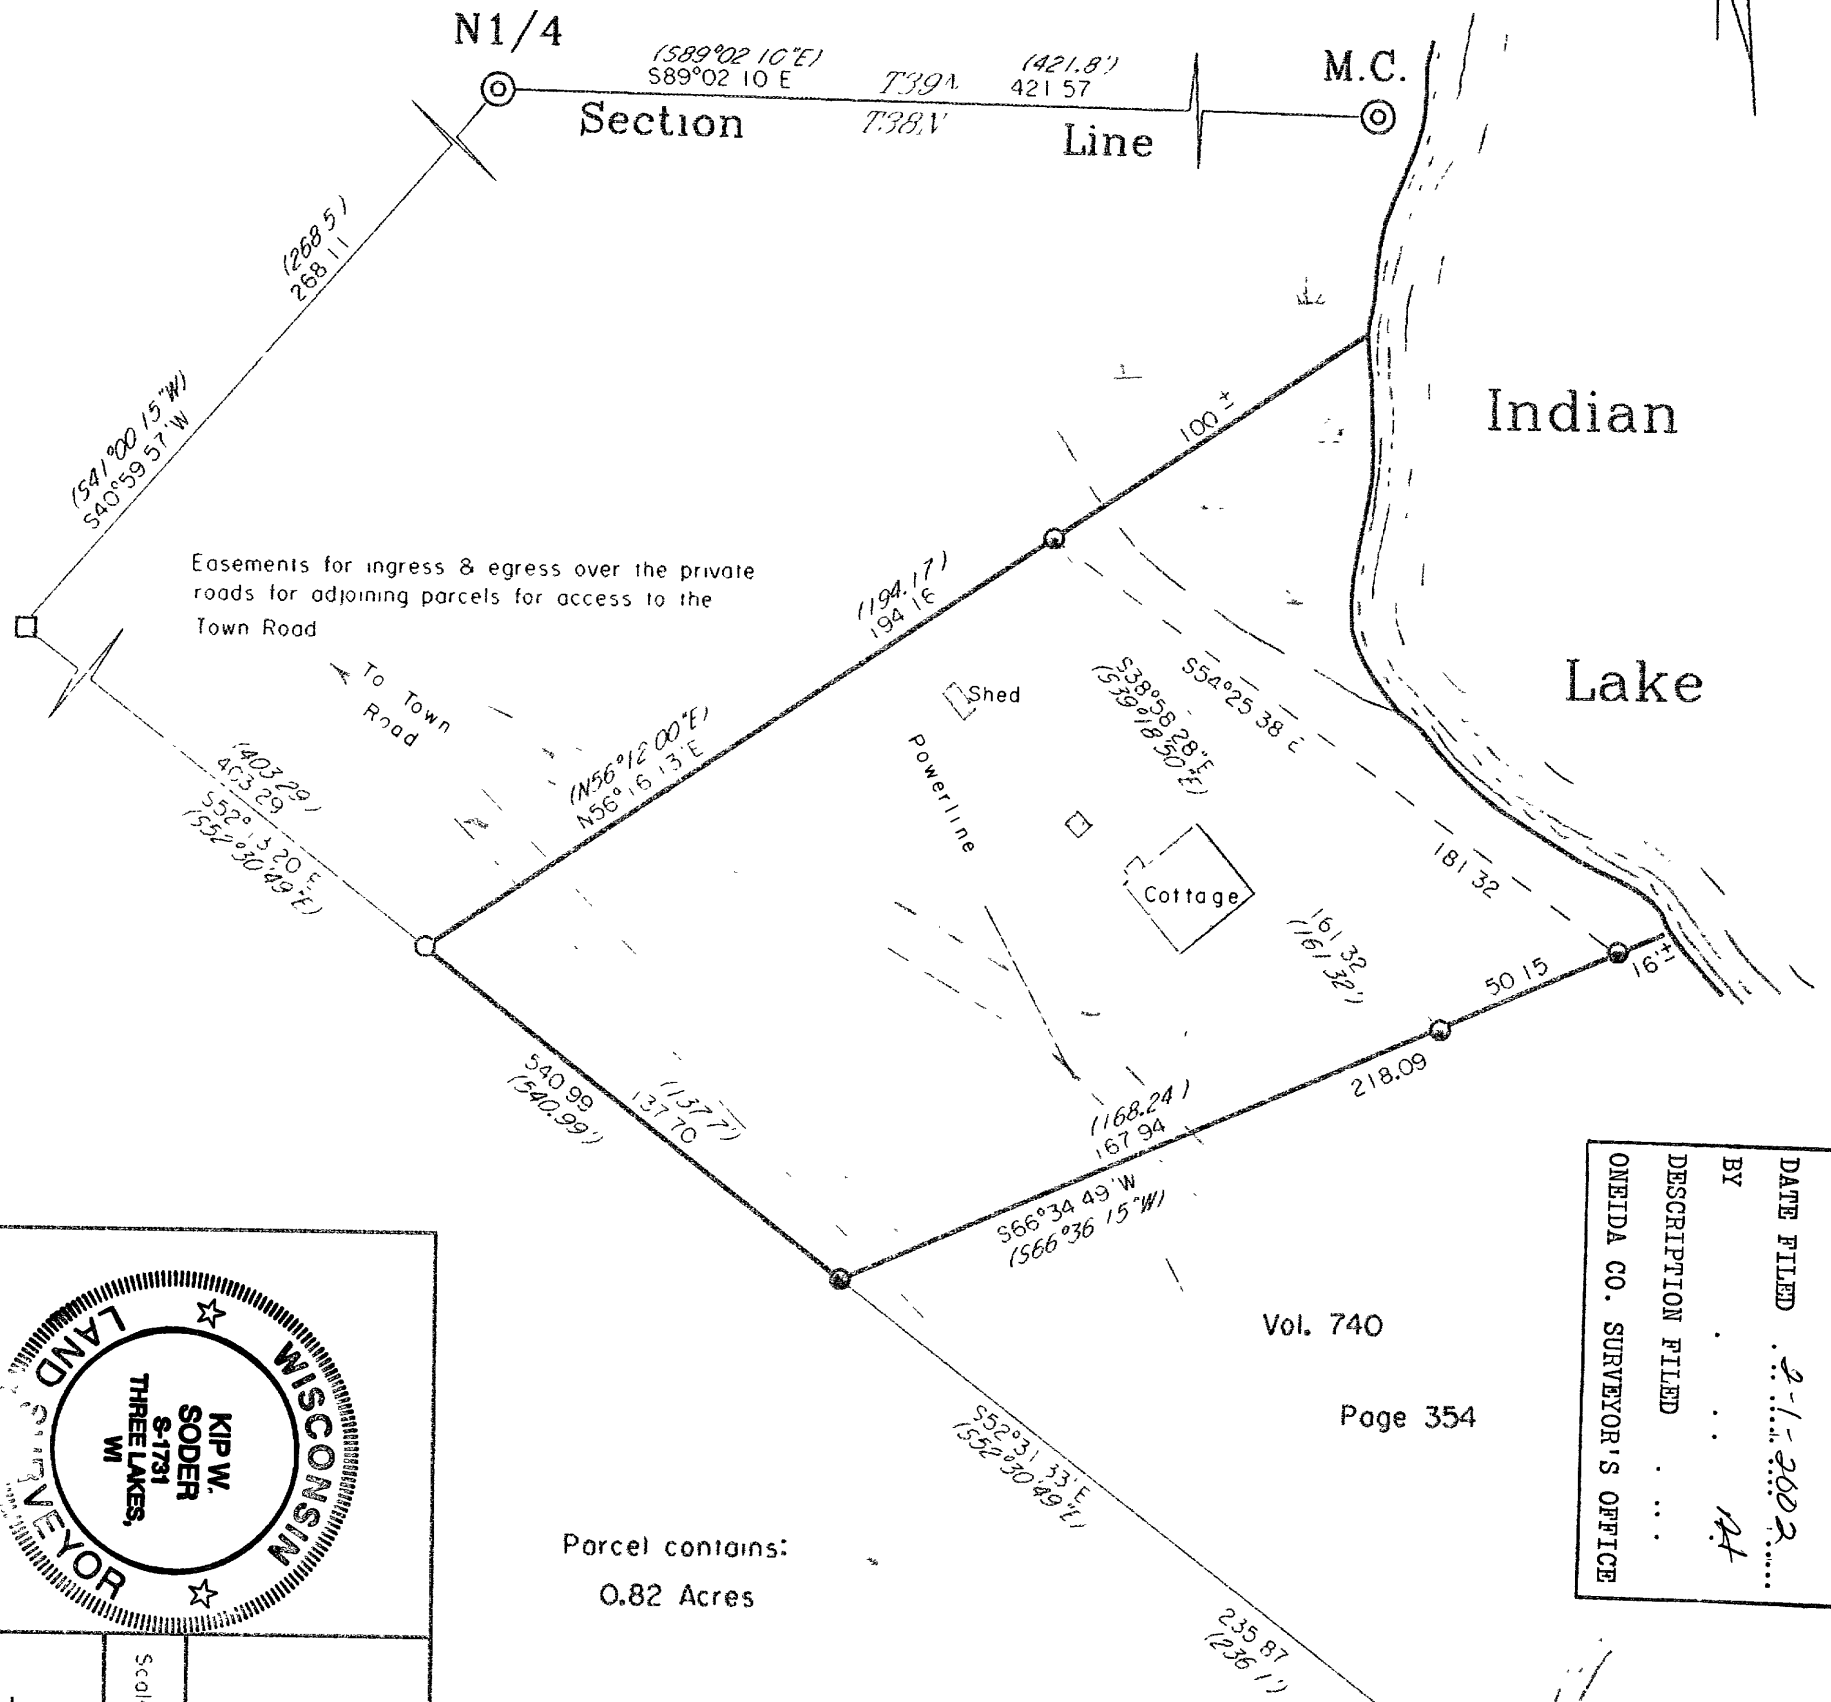 N1/4
(S89°02'10"E)
S89°02 10 E
T39N
T38N
(421.8')
421 57
M.C.
Section Line
(268 5)
268 11
(S41°00 15"W)
S40°59 57'W
Indian
Lake
100 ±
Easements for ingress & egress over the private
roads for adjoining parcels for access to the
Town Road
To Town
Road
(194.17)
194 16
(N56°12 00"E)
N56°16 13'E
Shed
Powerline
S38°58 28"E
(S39°18'50"E)
S54°25 38 E
181 32
Cottage
161 32
(161 32')
(403 29)
403 29
S52°13 20 E
(S52°30'49"E)
50 15
16'±
218.09
540 99
(540.99')
(137 7')
137 70
(168.24)
167 94
S66°34 49'W
(S66°36 15"W)
Vol. 740
Page 354
S52°31 33'E
(S52°30'49"E)
235 87
(236 1')
Parcel contains:
0.82 Acres
DATE FILED 2-1-2002
BY
DESCRIPTION FILED
ONEIDA CO. SURVEYOR'S OFFICE
WISCONSIN
LAND SURVEYOR
KIP W.
SODER
S-1731
THREE LAKES,
WI
Scal